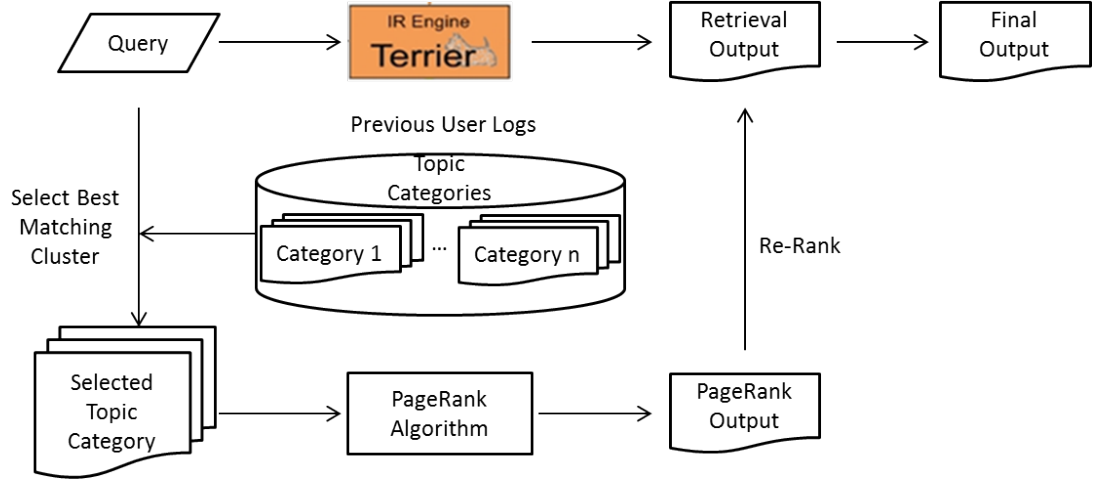 Query
IR Engine
Terrier
Retrieval
Output
Final
Output
Previous User Logs
Topic
Categories
Select Best
Matching
Cluster
Category 1
...
Category n
Re-Rank
Selected
Topic
Category
PageRank
Algorithm
PageRank
Output